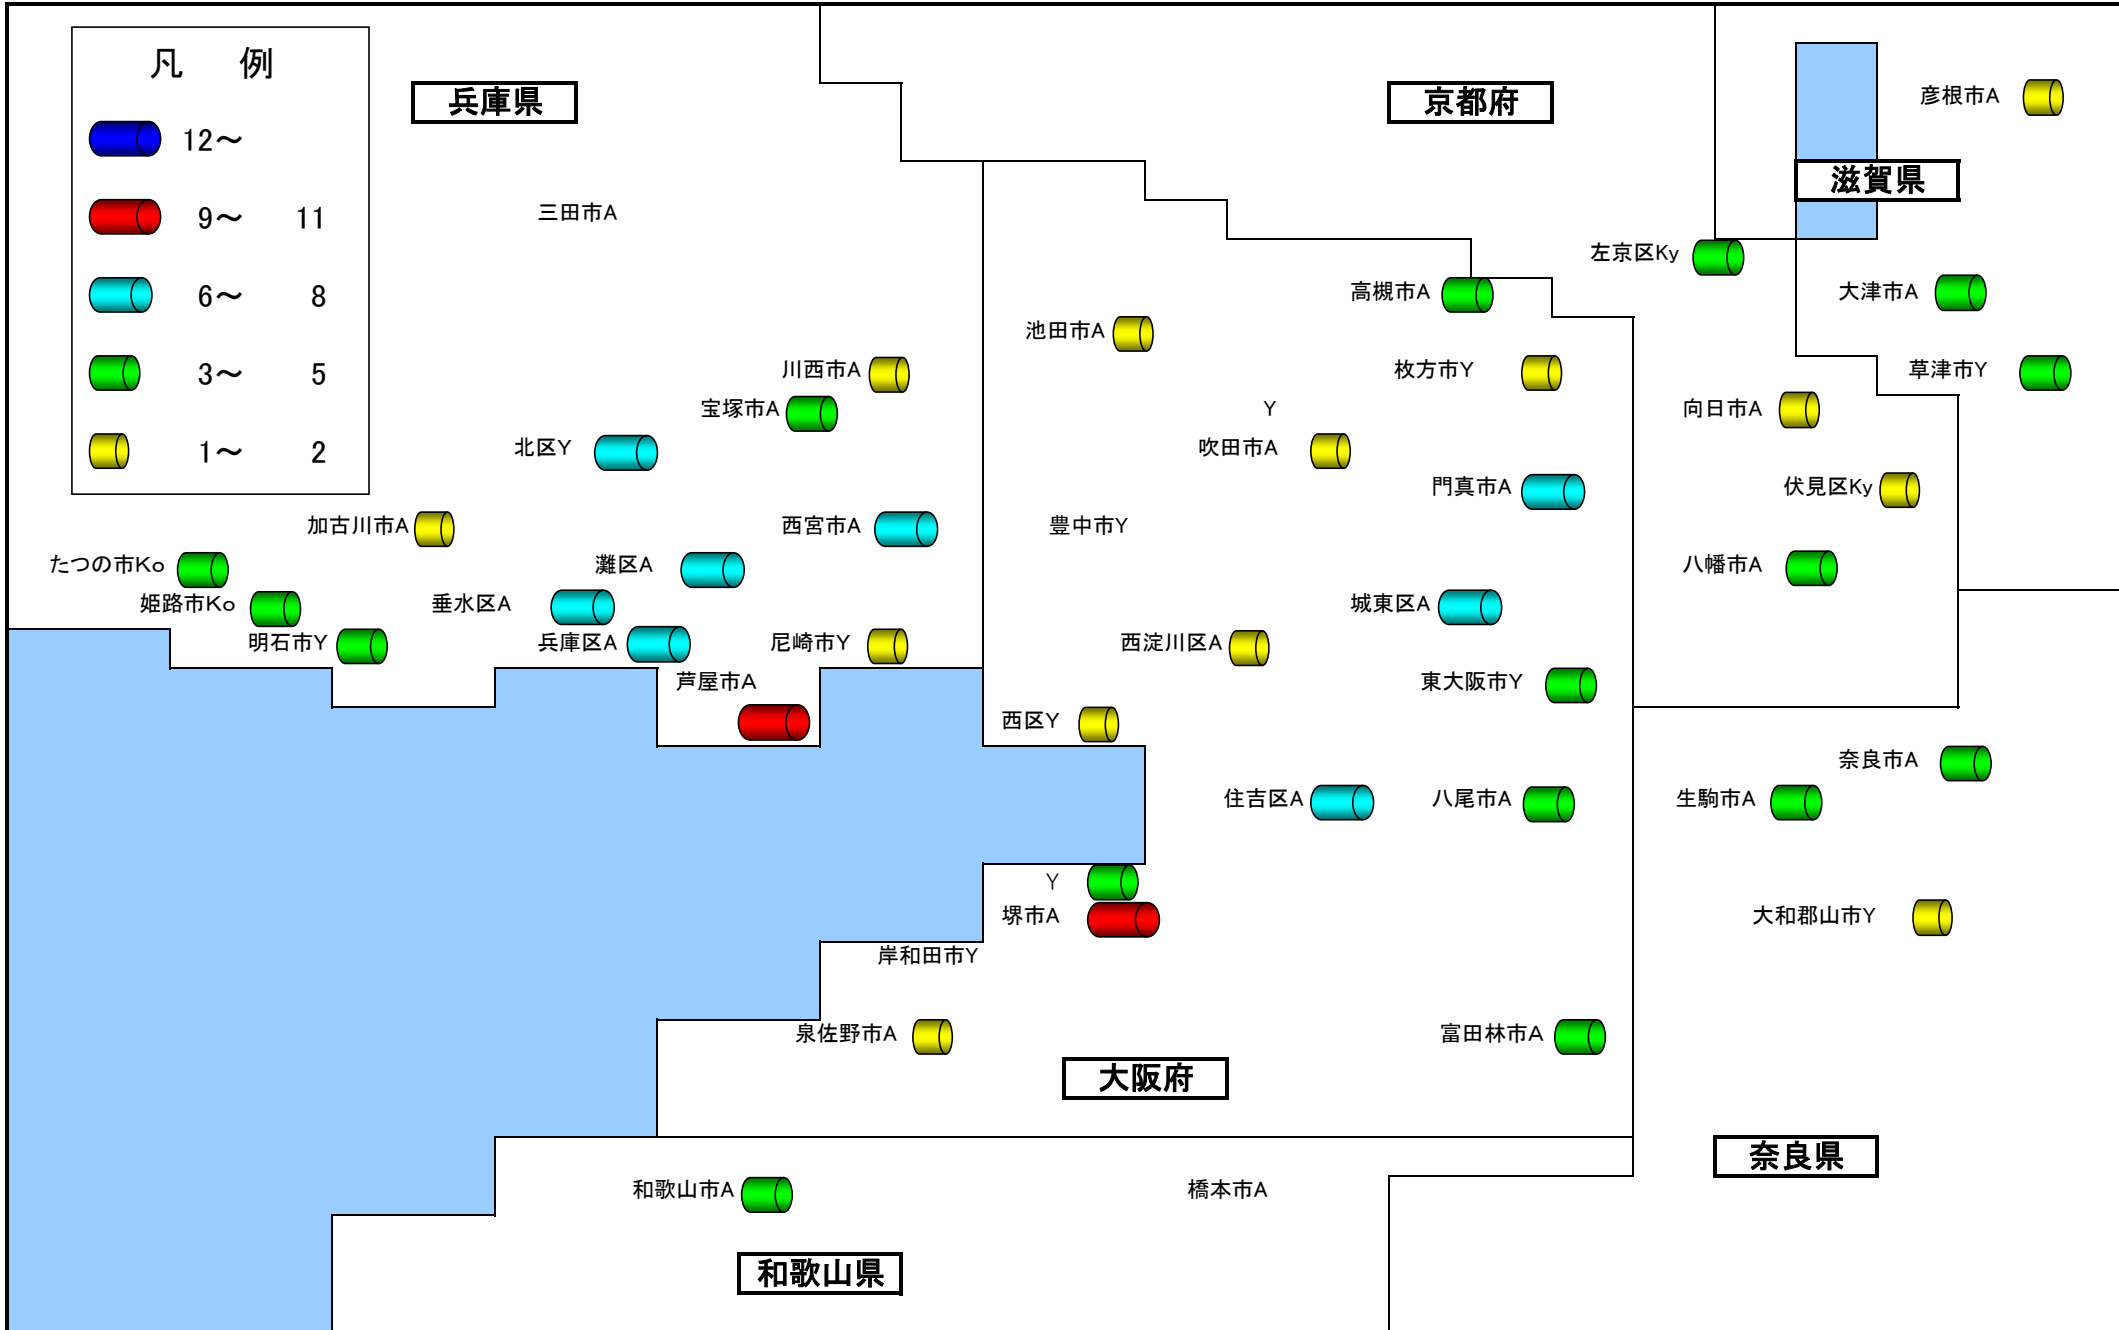 凡 例
12～
9～ 11
6～ 8
3～ 5
1～ 2
兵庫県
京都府
彦根市A
滋賀県
三田市A
左京区Ky
高槻市A
大津市A
池田市A
川西市A
枚方市Y
草津市Y
宝塚市A
Y
向日市A
北区Y
吹田市A
門真市A
伏見区Ky
加古川市A
西宮市A
豊中市Y
たつの市Ko
灘区A
八幡市A
姫路市Ko
垂水区A
城東区A
明石市Y
兵庫区A
尼崎市Y
西淀川区A
芦屋市A
東大阪市Y
西区Y
奈良市A
住吉区A
八尾市A
生駒市A
Y
堺市A
大和郡山市Y
岸和田市Y
泉佐野市A
富田林市A
大阪府
奈良県
和歌山市A
橋本市A
和歌山県